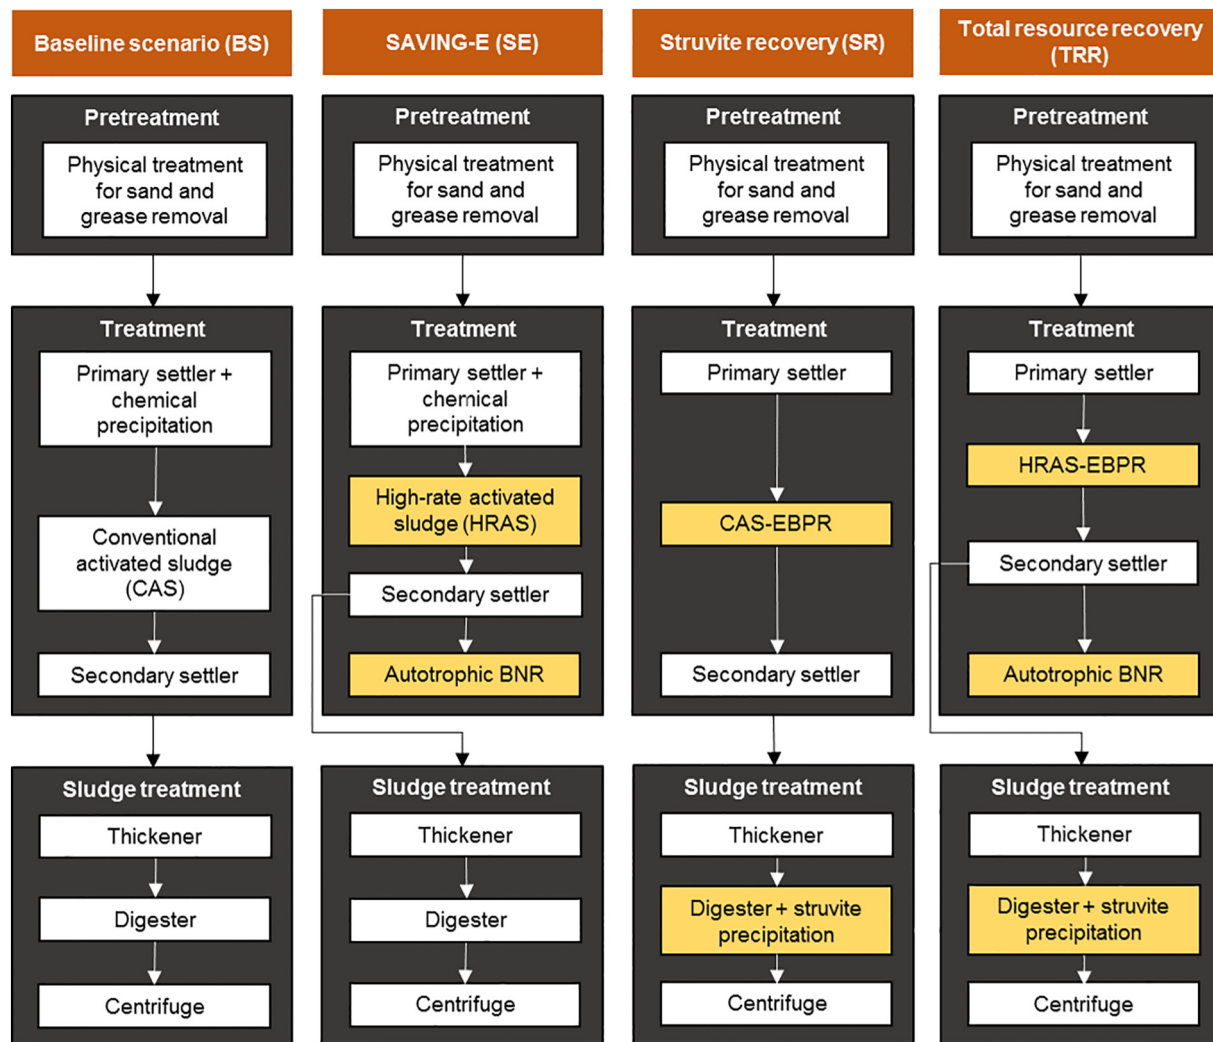 Baseline scenario (BS)
Pretreatment
Physical treatment
for sand and
grease removal
Treatment
Primary settler +
chemical
precipitation
Conventional
activated sludge
(CAS)
Secondary settler
Sludge treatment
Thickener
Digester
Centrifuge
SAVING-E (SE)
Pretreatment
Physical treatment
for sand and
grease removal
Treatment
Primary settler +
chemical
precipitation
High-rate activated
sludge (HRAS)
Secondary settler
Autotrophic BNR
Sludge treatment
Thickener
Digester
Centrifuge
Struvite recovery (SR)
Pretreatment
Physical treatment
for sand and
grease removal
Treatment
Primary settler
CAS-EBPR
Secondary settler
Sludge treatment
Thickener
Digester + struvite
precipitation
Centrifuge
Total resource recovery
(TRR)
Pretreatment
Physical treatment
for sand and
grease removal
Treatment
Primary settler
HRAS-EBPR
Secondary settler
Autotrophic BNR
Sludge treatment
Thickener
Digester + struvite
precipitation
Centrifuge